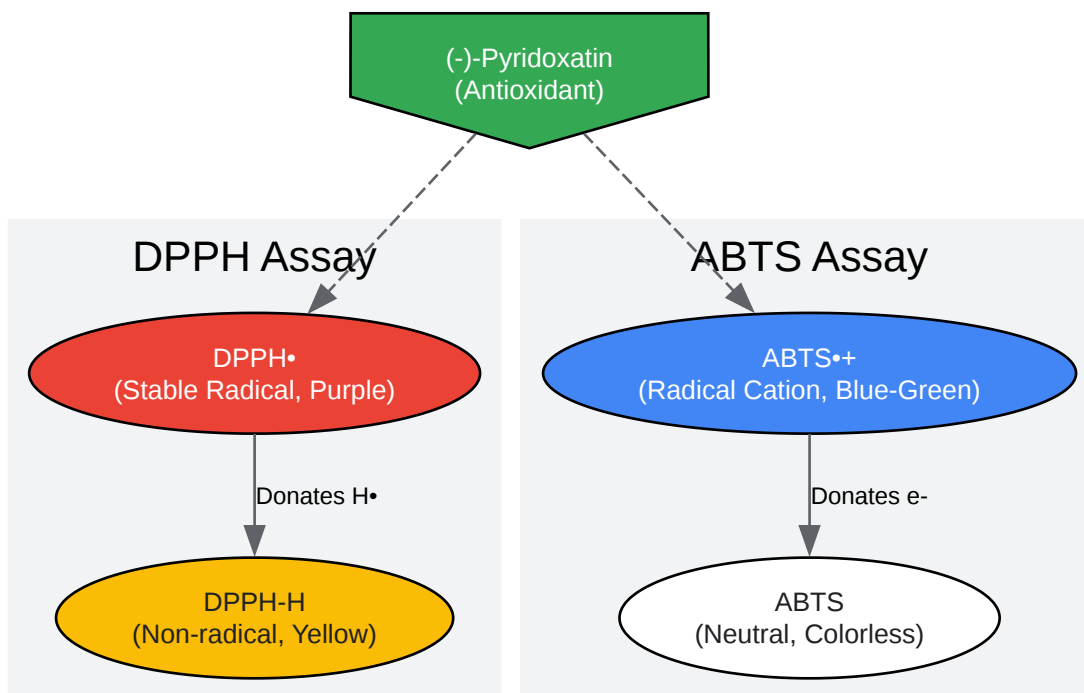 (-)-Pyridoxatin
(Antioxidant)
DPPH Assay
DPPH•
(Stable Radical, Purple)
Donates H•
DPPH-H
(Non-radical, Yellow)
ABTS Assay
ABTS•+
(Radical Cation, Blue-Green)
Donates e-
ABTS
(Neutral, Colorless)